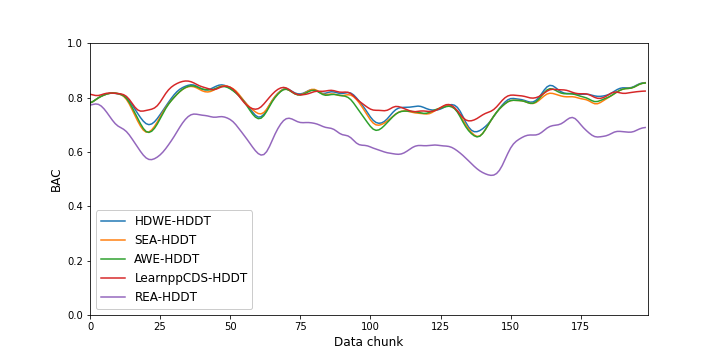 1.0
0.8
0.6
0.4
0.2
0.0
BAC
HDWE-HDDT
SEA-HDDT
AWE-HDDT
LearnppCDS-HDDT
REA-HDDT
0 25 50 75 100 125 150 175
Data chunk